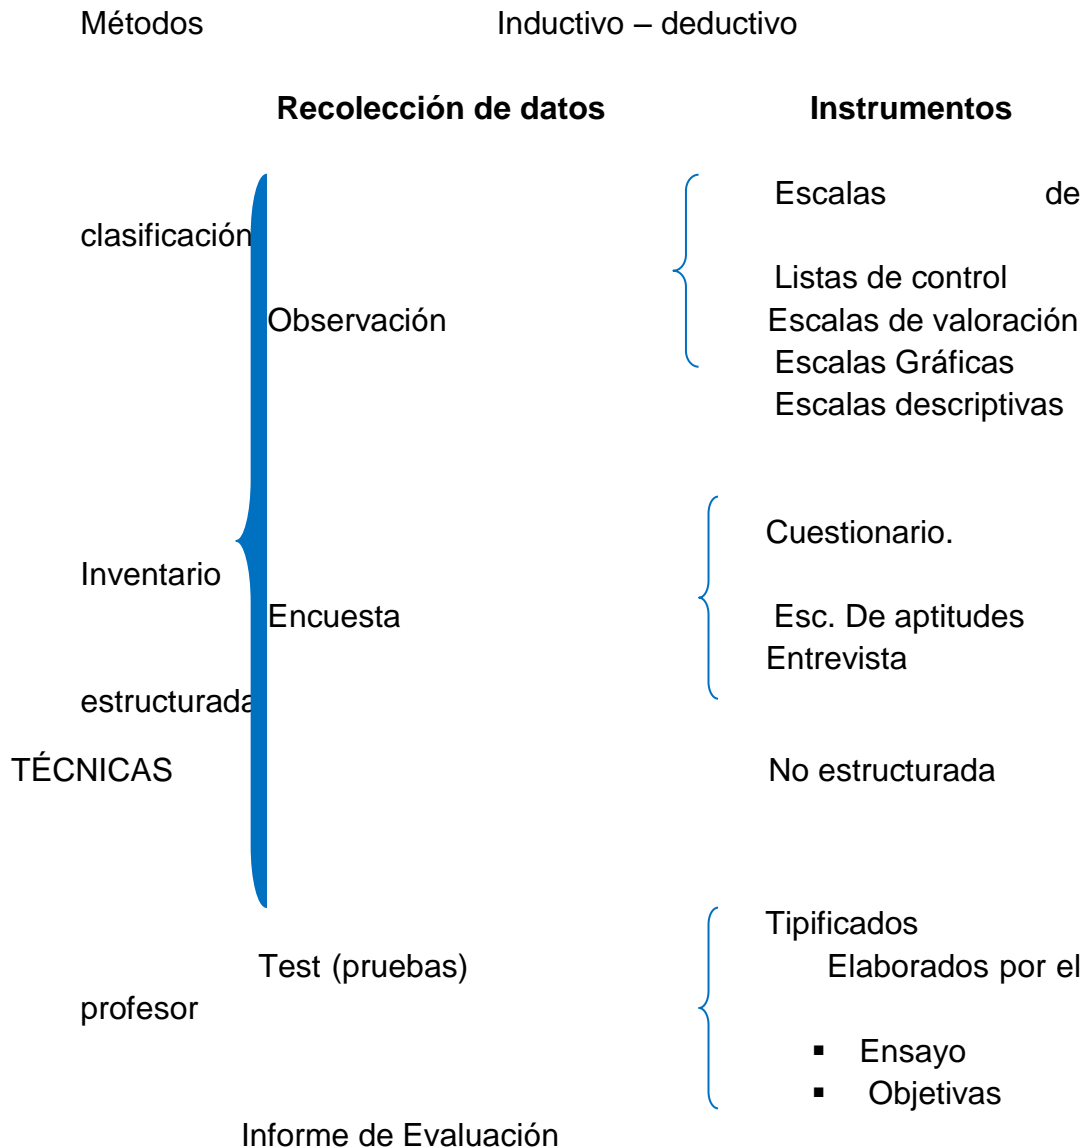 Métodos Inductivo – deductivo
Recolección de datos Instrumentos
Escalas de
clasificación
Listas de control
Observación Escalas de valoración
Escalas Gráficas
Escalas descriptivas
Cuestionario.
Inventario
Encuesta Esc. De aptitudes
Entrevista
estructurada
TÉCNICAS No estructurada
Tipificados
Test (pruebas) Elaborados por el
profesor
▪ Ensayo
▪ Objetivas
Informe de Evaluación